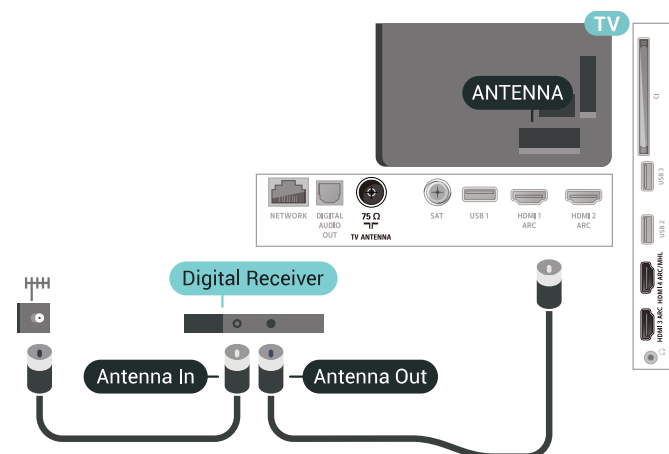 TV
ANTENNA
CI
USB 3
USB 2
HDMI 4 ARC/MHL
HDMI 3 ARC
NETWORK
DIGITAL
AUDIO
OUT
75 Ω
TV ANTENNA
SAT
USB 1
HDMI 1
ARC
HDMI 2
ARC
Digital Receiver
Antenna In
Antenna Out